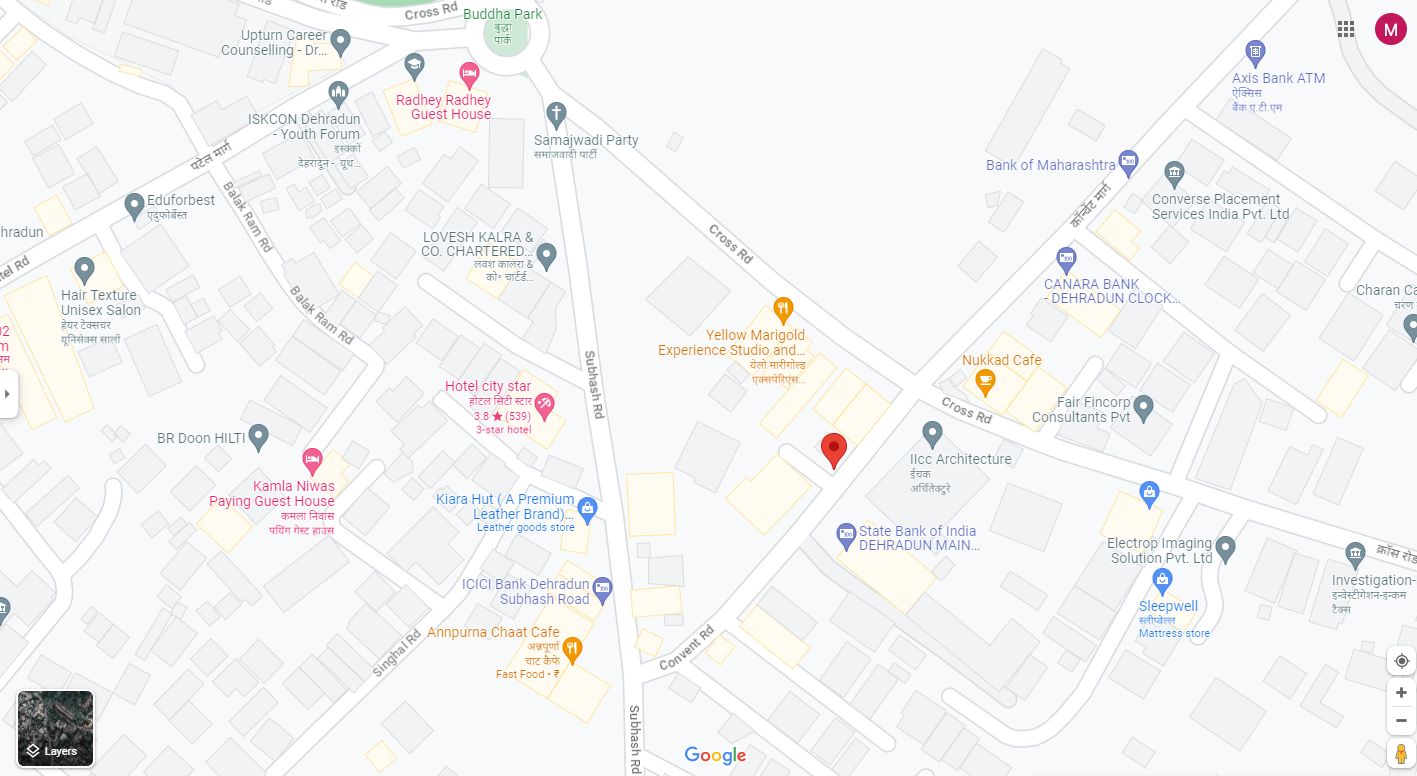 Cross Rd
Buddha Park
बुद्धा
पार्क
M
Upturn Career
Counselling - Dr...
Axis Bank ATM
ऐक्सिस
बैंक ए.टी.एम
Radhey Radhey
Guest House
ISKCON Dehradun
- Youth Forum
इस्कॉन
देहरादून - यूथ...
Samajwadi Party
समाजवादी पार्टी
पटेल मार्ग
Bank of Maharashtra
Converse Placement
Services India Pvt. Ltd
कॉन्वेंट मार्ग
Eduforbest
एदुफोर्बेस्त
Balak Ram Rd
hradun
LOVESH KALRA &
CO. CHARTERED...
लवश कालरा &
को॰ चार्टर्ड...
Cross Rd
CANARA BANK
- DEHRADUN CLOCK...
tel Rd
Hair Texture
Unisex Salon
हेयर टेक्सचर
यूनिसेक्स सालों
Balak Ram Rd
Charan Ca
चरण
02
m
Yellow Marigold
Experience Studio and...
येलो मारीगोल्ड
एक्सपेरिएंस...
Nukkad Cafe
Subhash Rd
Hotel city star
होटल सिटी स्टार
3.8 ★ (539)
3-star hotel
Cross Rd
Fair Fincorp
Consultants Pvt
BR Doon HILTI
IIcc Architecture
ईचक
अर्चितेक्टुरे
Kamla Niwas
Paying Guest House
कमला निवास
पयिंग गेस्ट हाउस
Kiara Hut ( A Premium
Leather Brand)...
Leather goods store
State Bank of India
DEHRADUN MAIN...
Electrop Imaging
Solution Pvt. Ltd
क्रॉस रोड
ICICI Bank Dehradun
Subhash Road
Investigation-
इन्वेस्टीगेशन-इन्कम
टैक्स
Sleepwell
स्लीपवेल्ल
Mattress store
Annpurna Chaat Cafe
अन्नपूर्णा
चाट कैफे
Fast Food • ₹
Singhal Rd
Convent Rd
Subhash Rd
Layers
Google